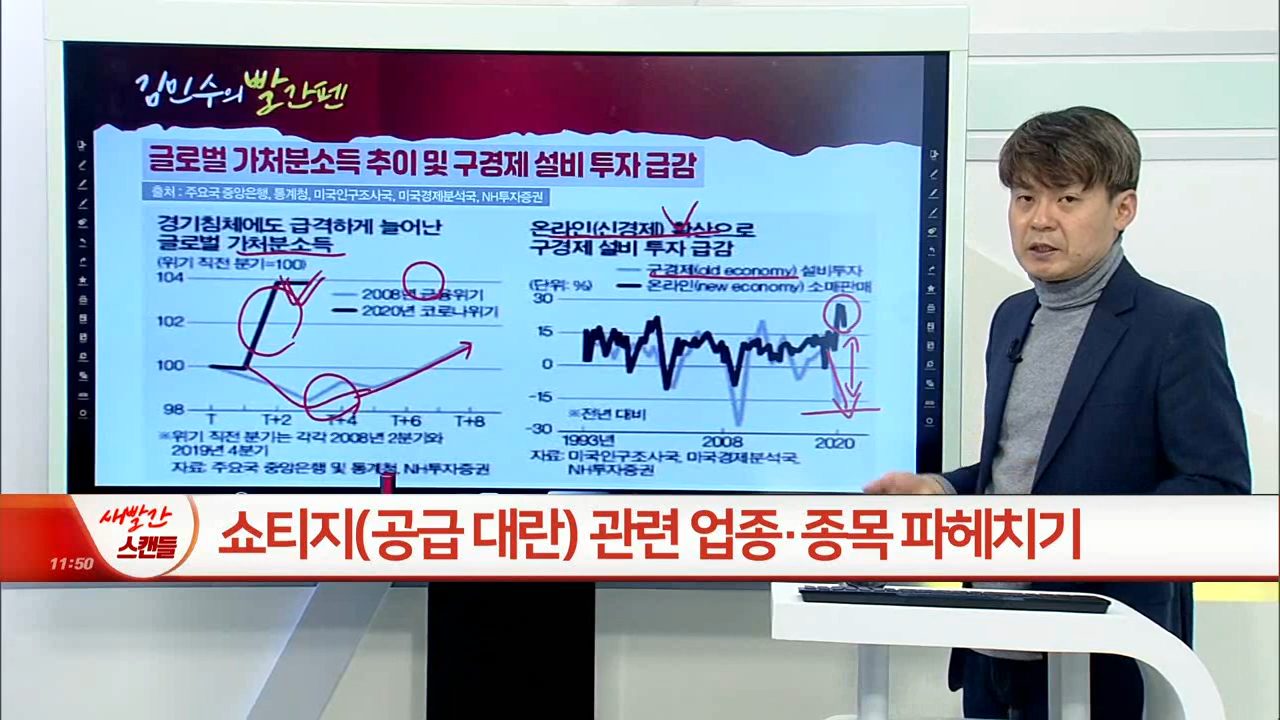 김민수의 빨간펜
글로벌 가처분소득 추이 및 구경제 설비 투자 급감
출처 : 주요국 중앙은행, 통계청, 미국인구조사국, 미국경제분석국, NH투자증권
경기침체에도 급격하게 늘어난
글로벌 가처분소득
(위기 직전 분기=100)
104
102
100
98
2008년 금융위기
2020년 코로나위기
T T+2 T+4 T+6 T+8
※위기 직전 분기는 각각 2008년 2분기와
2019년 4분기
자료: 주요국 중앙은행 및 통계청, NH투자증권
온라인(신경제) 확산으로
구경제 설비 투자 급감
구경제(old economy) 설비투자
(단위: %)
온라인(new economy) 소매판매
30
15
0
-15
-30
※전년 대비
1993년 2008 2020
자료: 미국인구조사국, 미국경제분석국,
NH투자증권
새빨간
스캔들
11:50
쇼티지(공급 대란) 관련 업종·종목 파헤치기